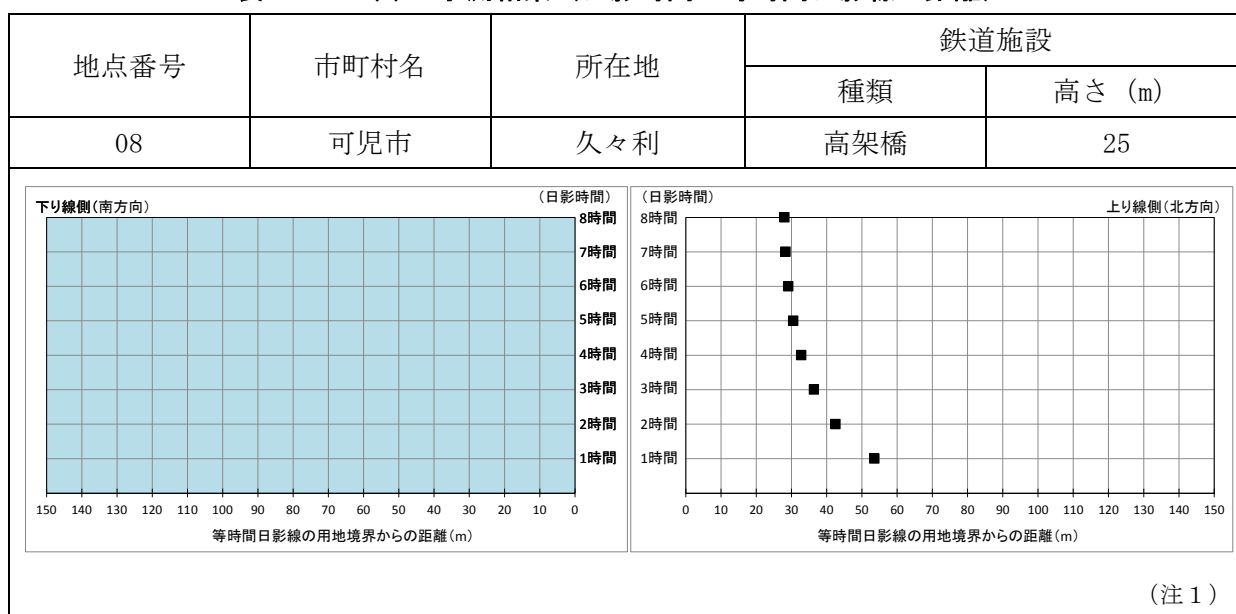 地点番号 市町村名 所在地 鉄道施設
種類 高さ (m)
08 可児市 久々利 高架橋 25
下り線側(南方向) (日影時間)
8時間
7時間
6時間
5時間
4時間
3時間
2時間
1時間
150 140 130 120 110 100 90 80 70 60 50 40 30 20 10 0
等時間日影線の用地境界からの距離(m)
(日影時間) 上り線側(北方向)
8時間
7時間
6時間
5時間
4時間
3時間
2時間
1時間
0 10 20 30 40 50 60 70 80 90 100 110 120 130 140 150
等時間日影線の用地境界からの距離(m)
(注1)